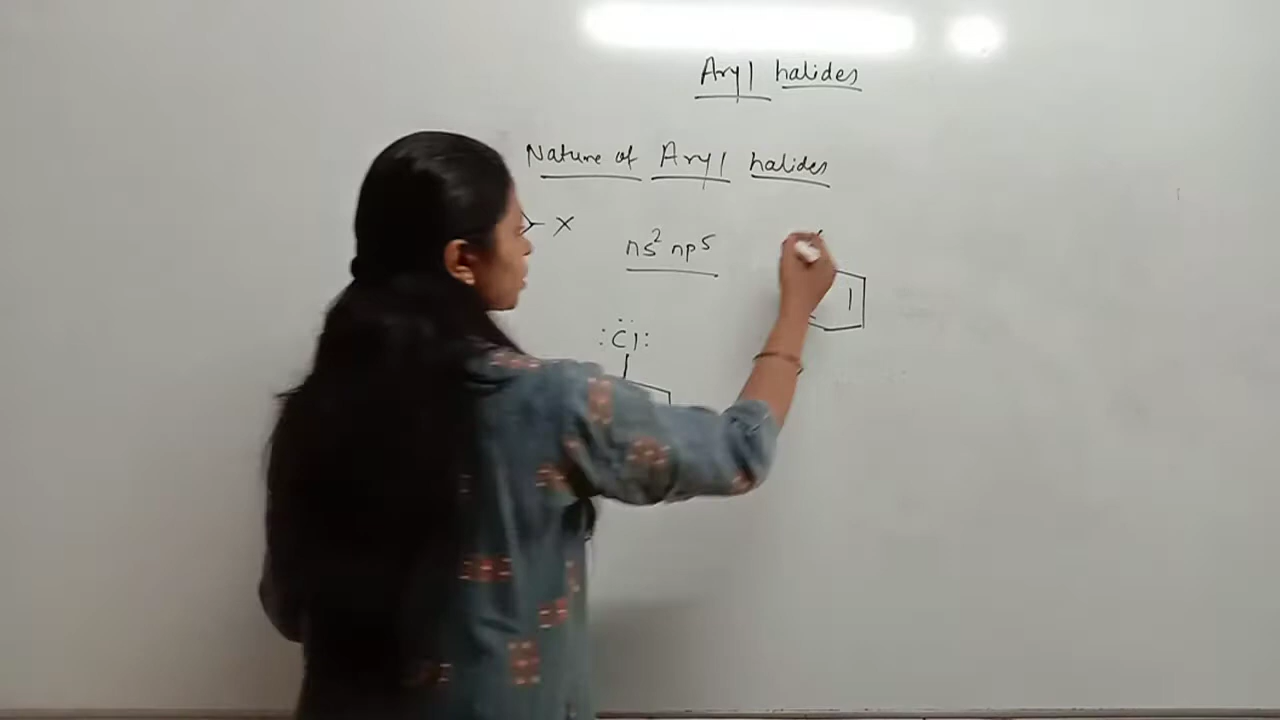 Aryl halides
Nature of Aryl halides
X
ns² np⁵
:Cl: